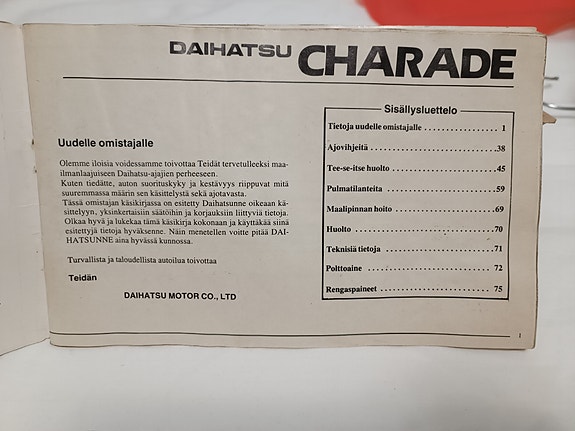 DAIHATSU CHARADE
Uudelle omistajalle
Olemme iloisia voidessamme toivottaa Teidät tervetulleeksi maa-
ilmanlaajuiseen Daihatsu-ajajien perheeseen.
Kuten tiedätte, auton suorituskyky ja kestävyys riippuvat mitä
suuremmassa määrin sen käsittelystä sekä ajotavasta.
Tässä omistajan käsikirjassa on esitetty Daihatsunne oikeaan kä-
sittelyyn, yksinkertaisiin säätöihin ja korjauksiin liittyviä tietoja.
Olkaa hyvä ja lukekaa tämä käsikirja kokonaan ja käyttäkää siinä
esitettyjä tietoja hyväksenne. Näin menetellen voitte pitää DAI-
HATSUNNE aina hyvässä kunnossa.
Turvallista ja taloudellista autoilua toivottaa
Teidän
DAIHATSU MOTOR CO., LTD
Sisällysluettelo
Tietoja uudelle omistajalle .................. 1
Ajovihjeitä .................................38
Tee-se-itse huolto ..........................45
Pulmatilanteita .............................59
Maalipinnan hoito ..........................69
Huolto .....................................70
Teknisiä tietoja .............................71
Polttoaine .................................. 72
Rengaspaineet ..............................75
1